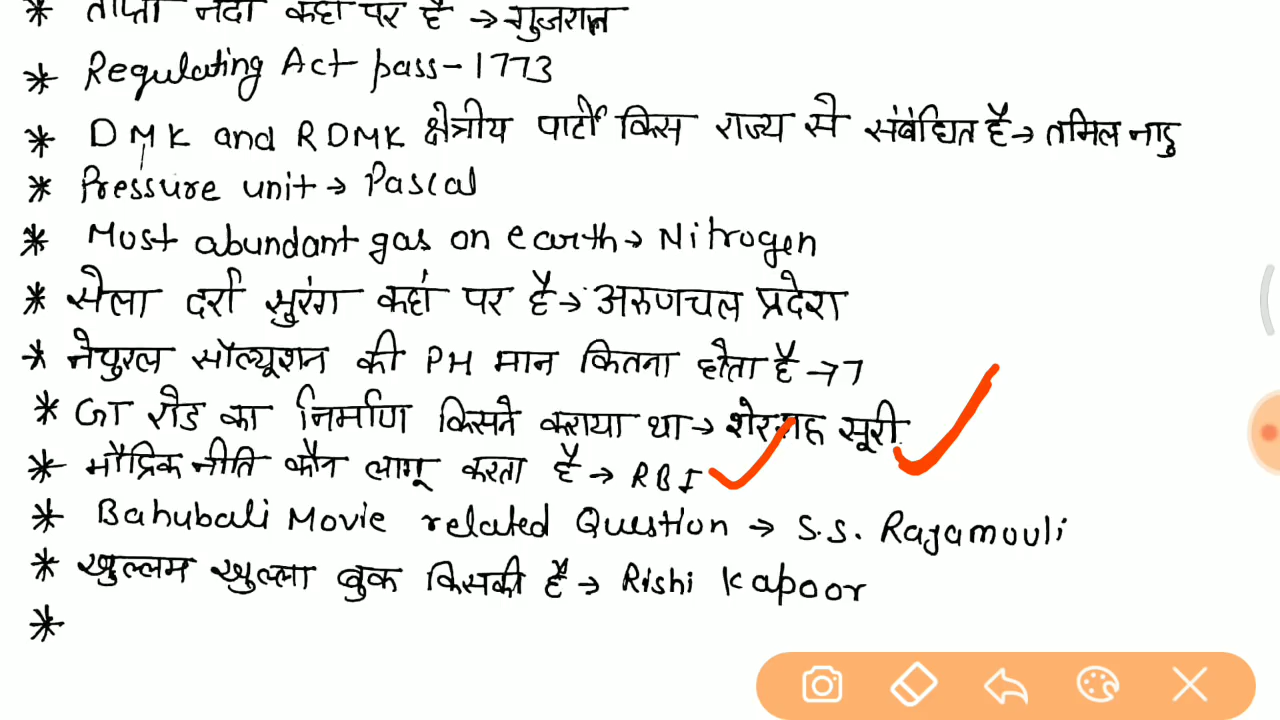 * ताप्ती नदी कहां पर है → गुजरात
* Regulating Act pass - 1773
* DMK and RDMK क्षेत्रीय पार्टी किस राज्य से संबंधित है → तमिल नाडु
* Pressure unit → Pascal
* Most abundant gas on earth → Nitrogen
* सेला दर्रा सुरंग कहां पर है → अरुणचल प्रदेश
* नेचुरल सॉल्यूशन की PH मान कितना होता है → 7
* GT रोड का निर्माण किसने कराया था → शेरशाह सूरी
* मौद्रिक नीति कौन लागू करता है → RBI
* Bahubali Movie related Question → S.S. Rajamouli
* खुल्लम खुल्ला बुक किसकी है → Rishi Kapoor
*